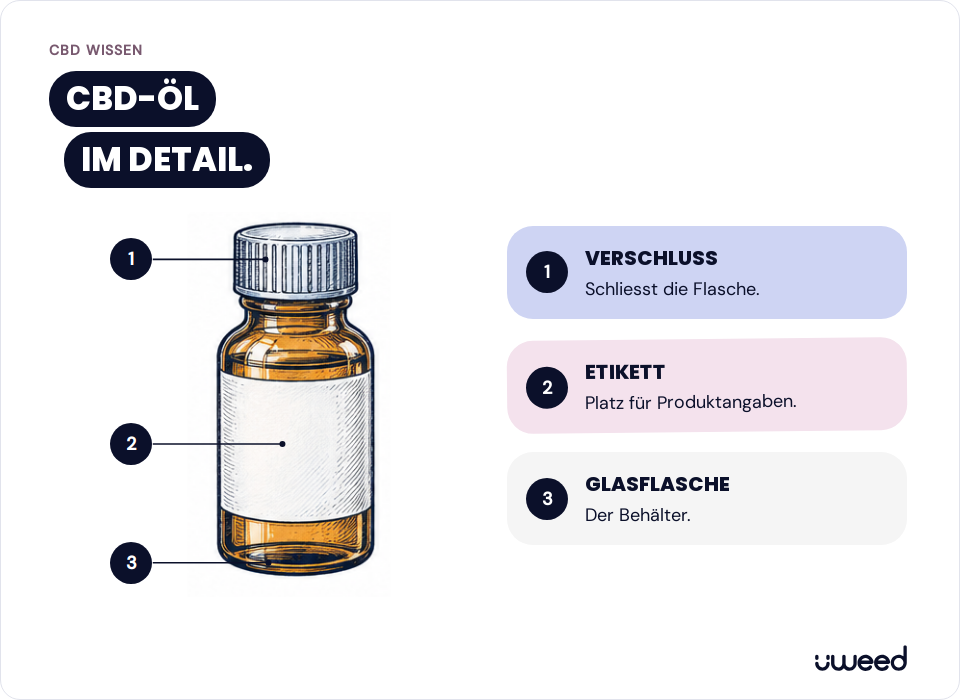 CBD WISSEN
CBD-ÖL
IM DETAIL.
1
2
3
1
VERSCHLUSS
Schliesst die Flasche.
2
ETIKETT
Platz für Produktangaben.
3
GLASFLASCHE
Der Behälter.
üweed